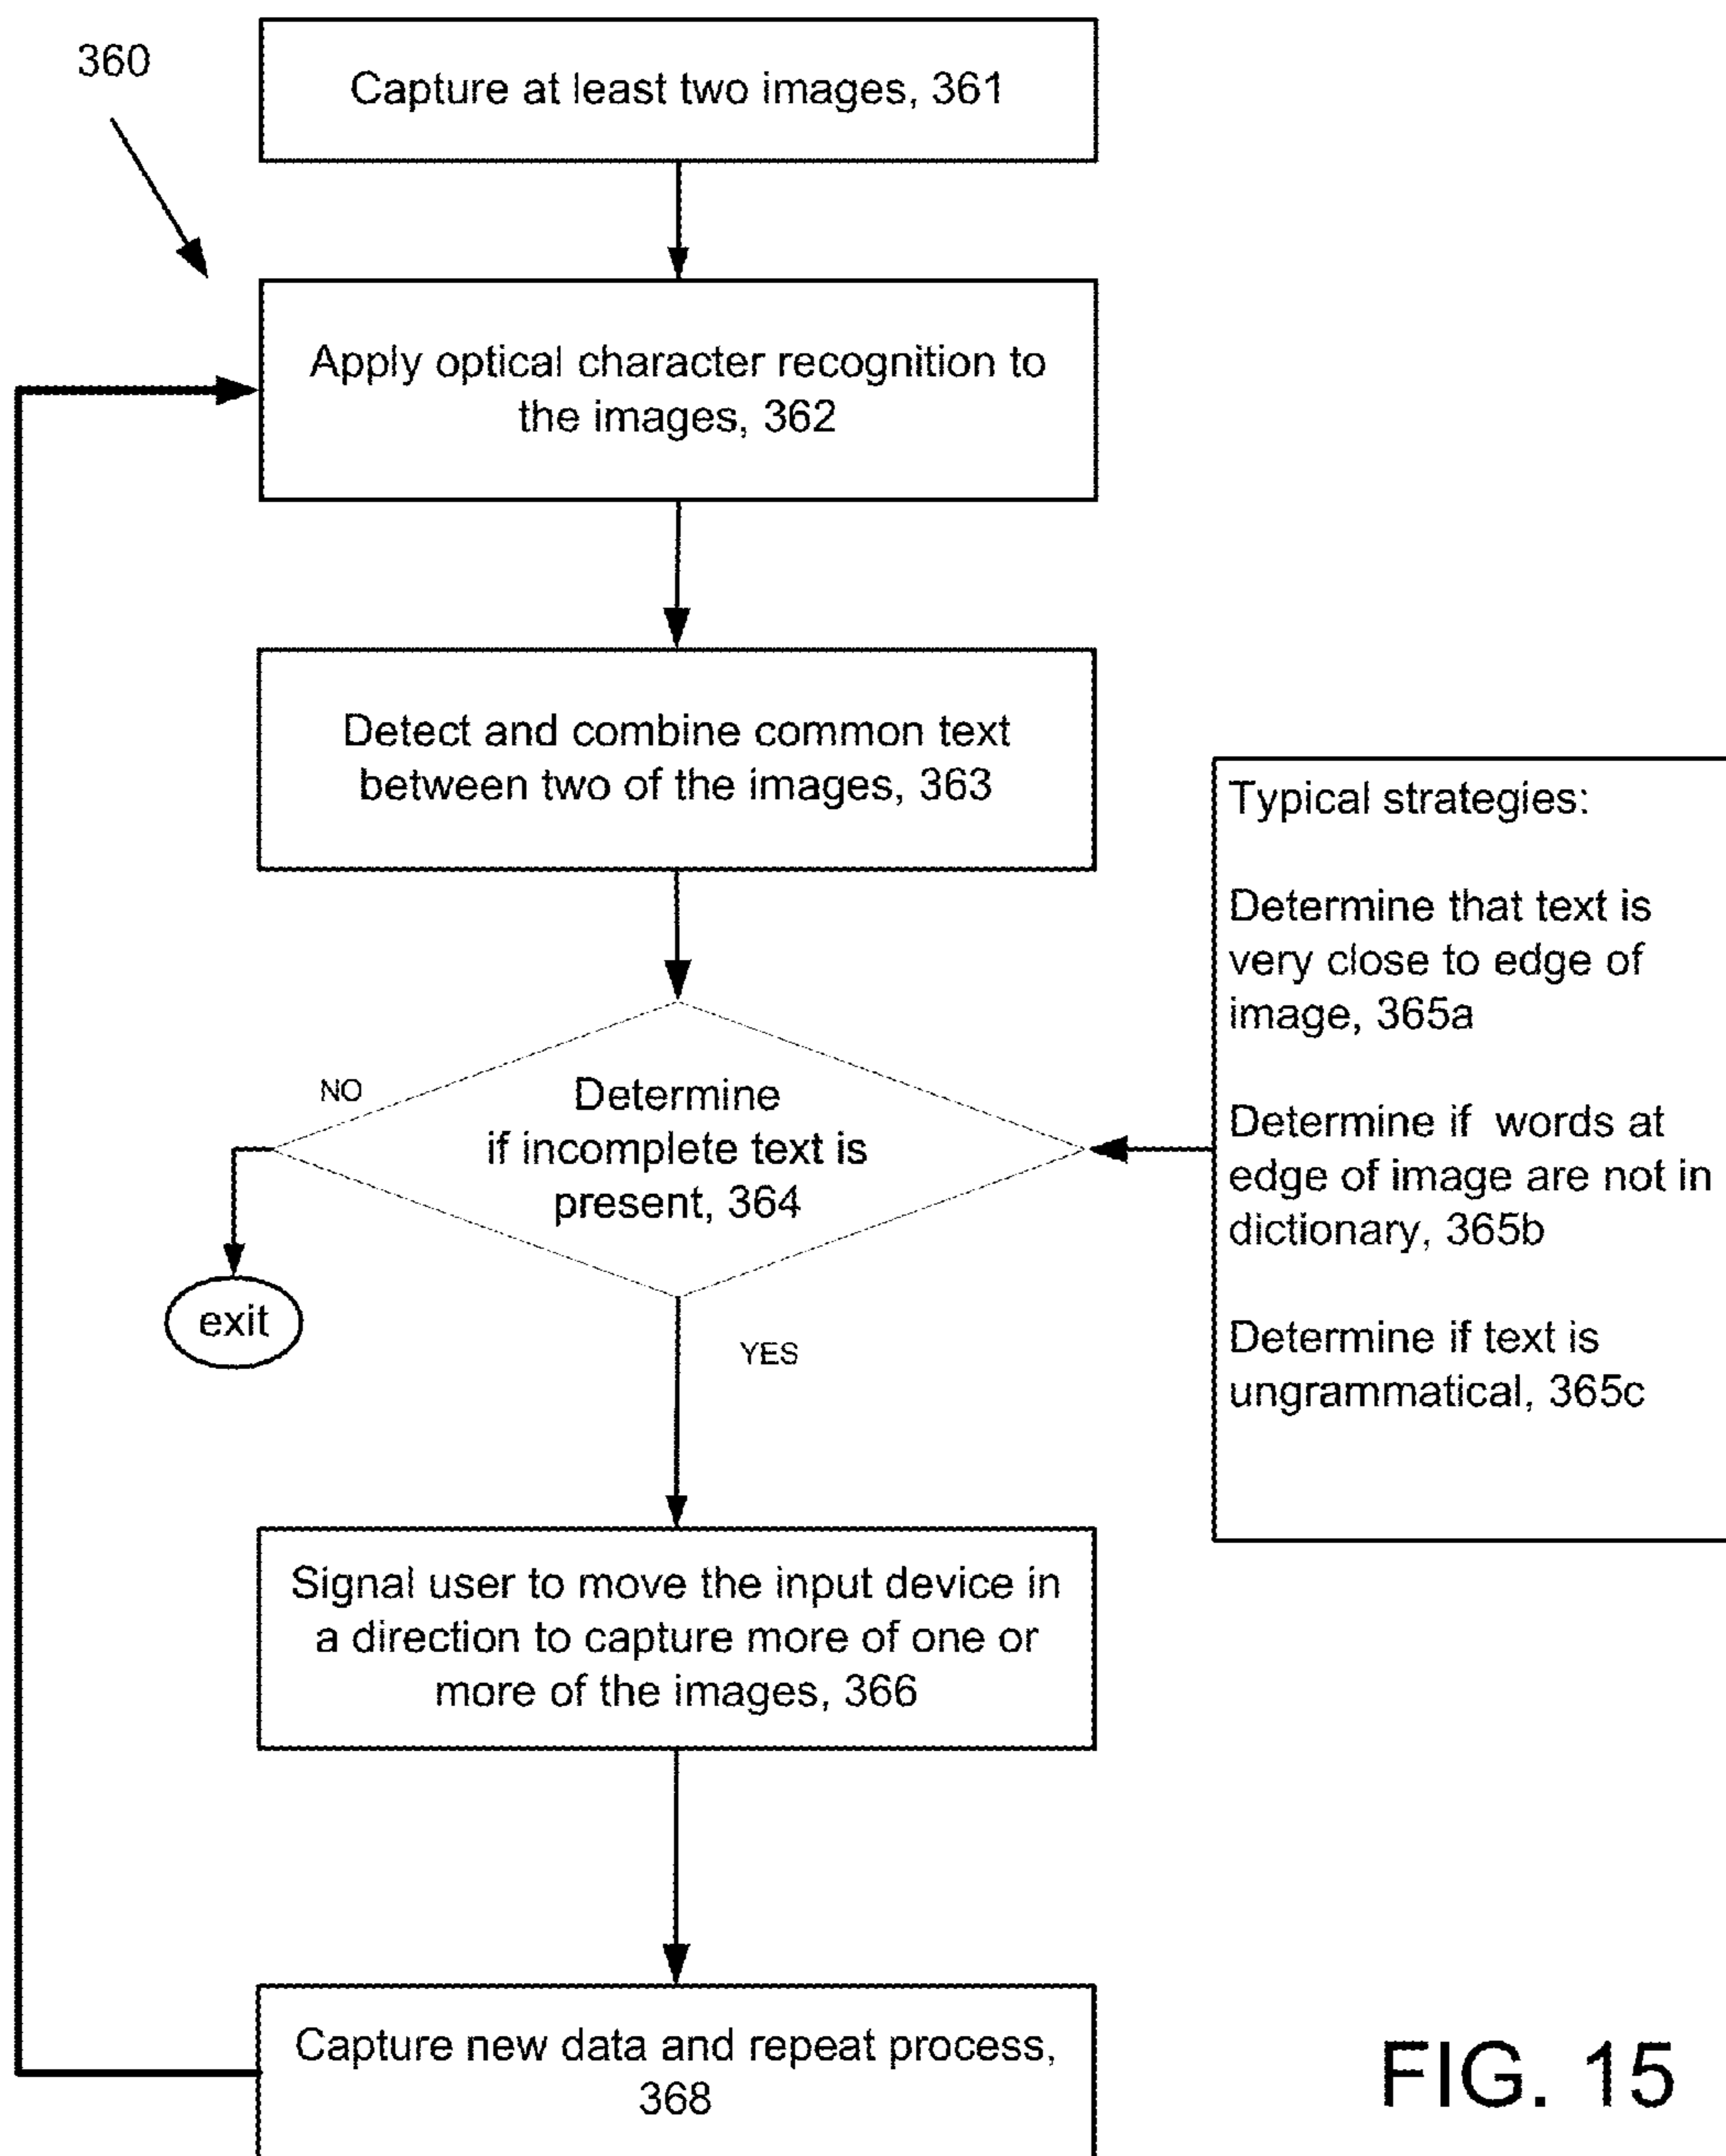 360
Capture at least two images, 361
Apply optical character recognition to
the images, 362
Detect and combine common text
between two of the images, 363
Typical strategies:
Determine that text is
very close to edge of
image, 365a
Determine if words at
edge of image are not in
dictionary, 365b
Determine if text is
ungrammatical, 365c
NO
Determine
if incomplete text is
present, 364
exit
YES
Signal user to move the input device in
a direction to capture more of one or
more of the images, 366
Capture new data and repeat process,
368
FIG. 15